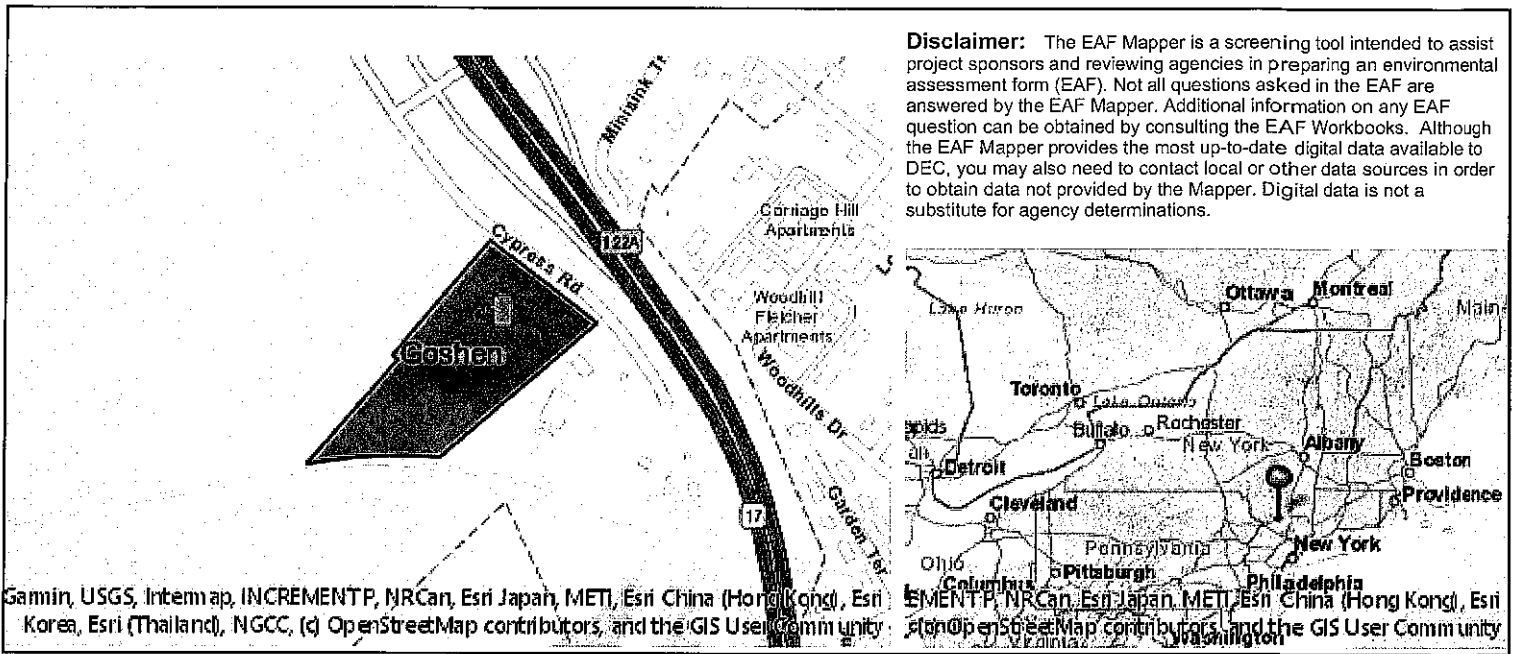 Disclaimer: The EAF Mapper is a screening tool intended to assist
project sponsors and reviewing agencies in preparing an environmental
assessment form (EAF). Not all questions asked in the EAF are
answered by the EAF Mapper. Additional information on any EAF
question can be obtained by consulting the EAF Workbooks. Although
the EAF Mapper provides the most up-to-date digital data available to
DEC, you may also need to contact local or other data sources in order
to obtain data not provided by the Mapper. Digital data is not a
substitute for agency determinations.
Minisink
Carriage Hill
Apartments
122A
Cypress Rd
Woodhill
Fletcher
Apartments
Goshen
Woodhills Dr
Garden Ter
17
Garmin, USGS, Intermap, INCREMENT P, NRCan, Esri Japan, METI, Esri China (Hong Kong), Esri
Korea, Esri (Thailand), NGCC, (c) OpenStreetMap contributors, and the GIS User Community
Ottawa
Montreal
Main
Lake Huron
Toronto
Lake Ontario
apids
Buffalo
Rochester
New York
Albany
Boston
Detroit
Providence
Cleveland
Pennsylvania
New York
Ohio
Columbus
Pittsburgh
Philadelphia
EMENT P, NRCan, Esri Japan, METI, Esri China (Hong Kong), Esri
OpenStreetMap contributors, and the GIS User Community
Washington
Virginia